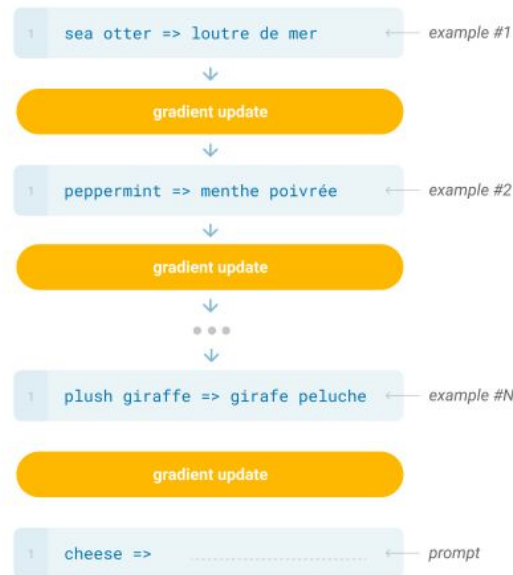 1 sea otter => loutre de mer example #1
gradient update
1 peppermint => menthe poivrée example #2
gradient update
1 plush giraffe => girafe peluche example #N
gradient update
1 cheese => ........................ prompt